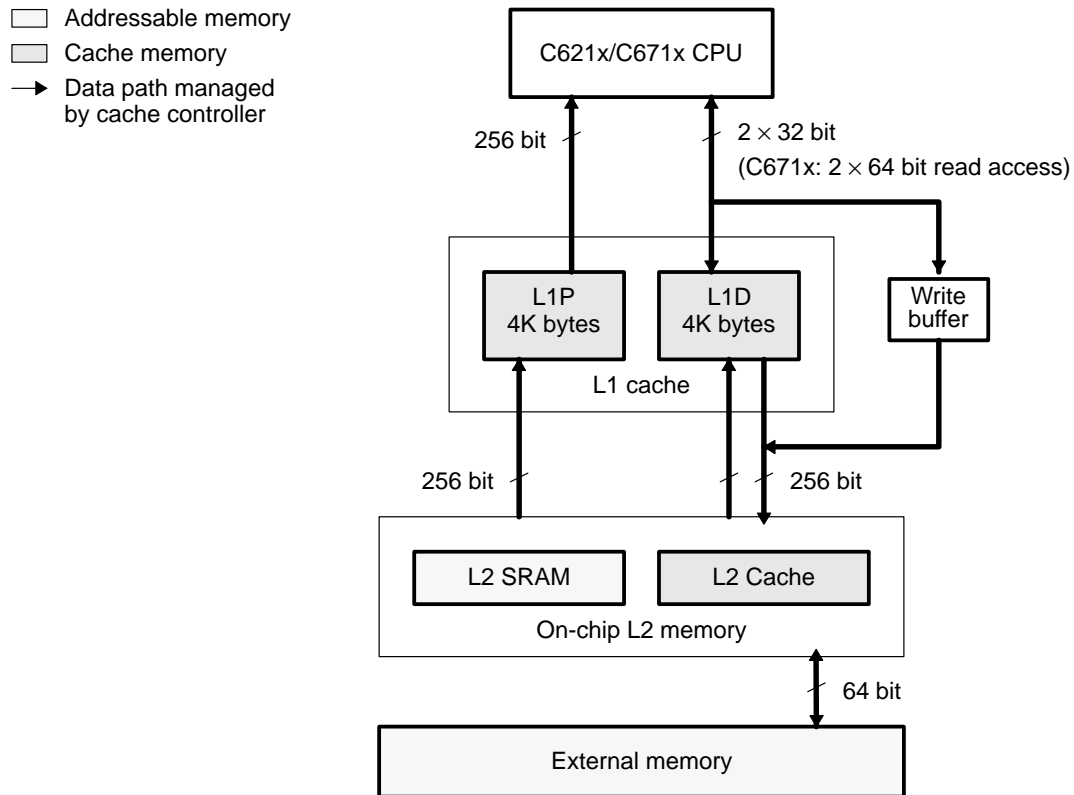 Addressable memory
Cache memory
Data path managed
by cache controller
C621x/C671x CPU
256 bit
2 × 32 bit
(C671x: 2 × 64 bit read access)
L1P
4K bytes
L1D
4K bytes
Write
buffer
L1 cache
256 bit
256 bit
L2 SRAM
L2 Cache
On-chip L2 memory
64 bit
External memory